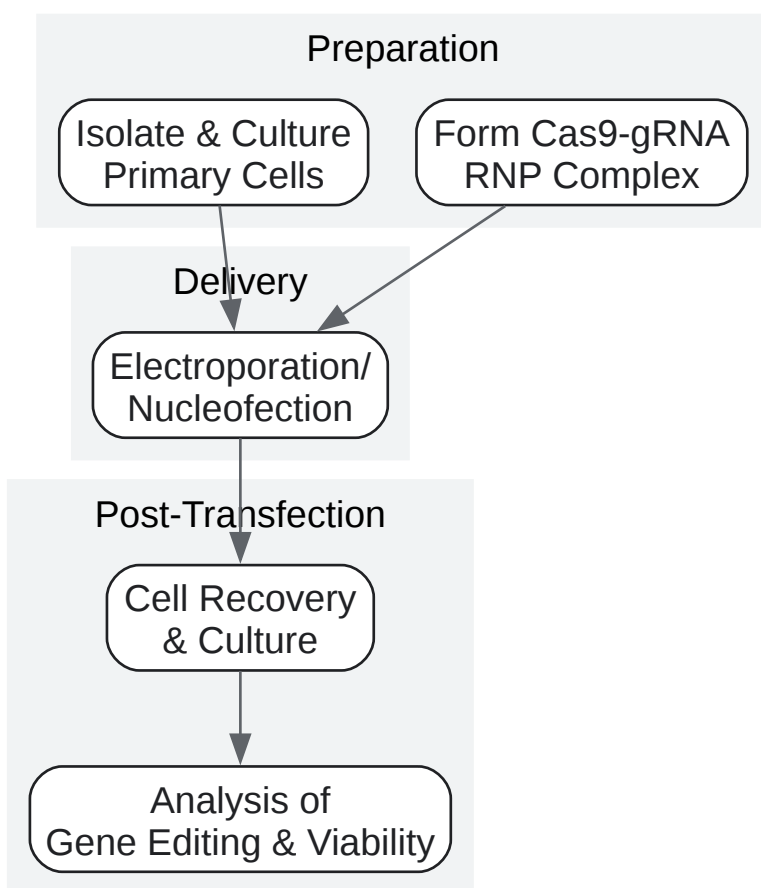 Preparation
Isolate & Culture
Primary Cells
Form Cas9-gRNA
RNP Complex
Delivery
Electroporation/
Nucleofection
Post-Transfection
Cell Recovery
& Culture
Analysis of
Gene Editing & Viability